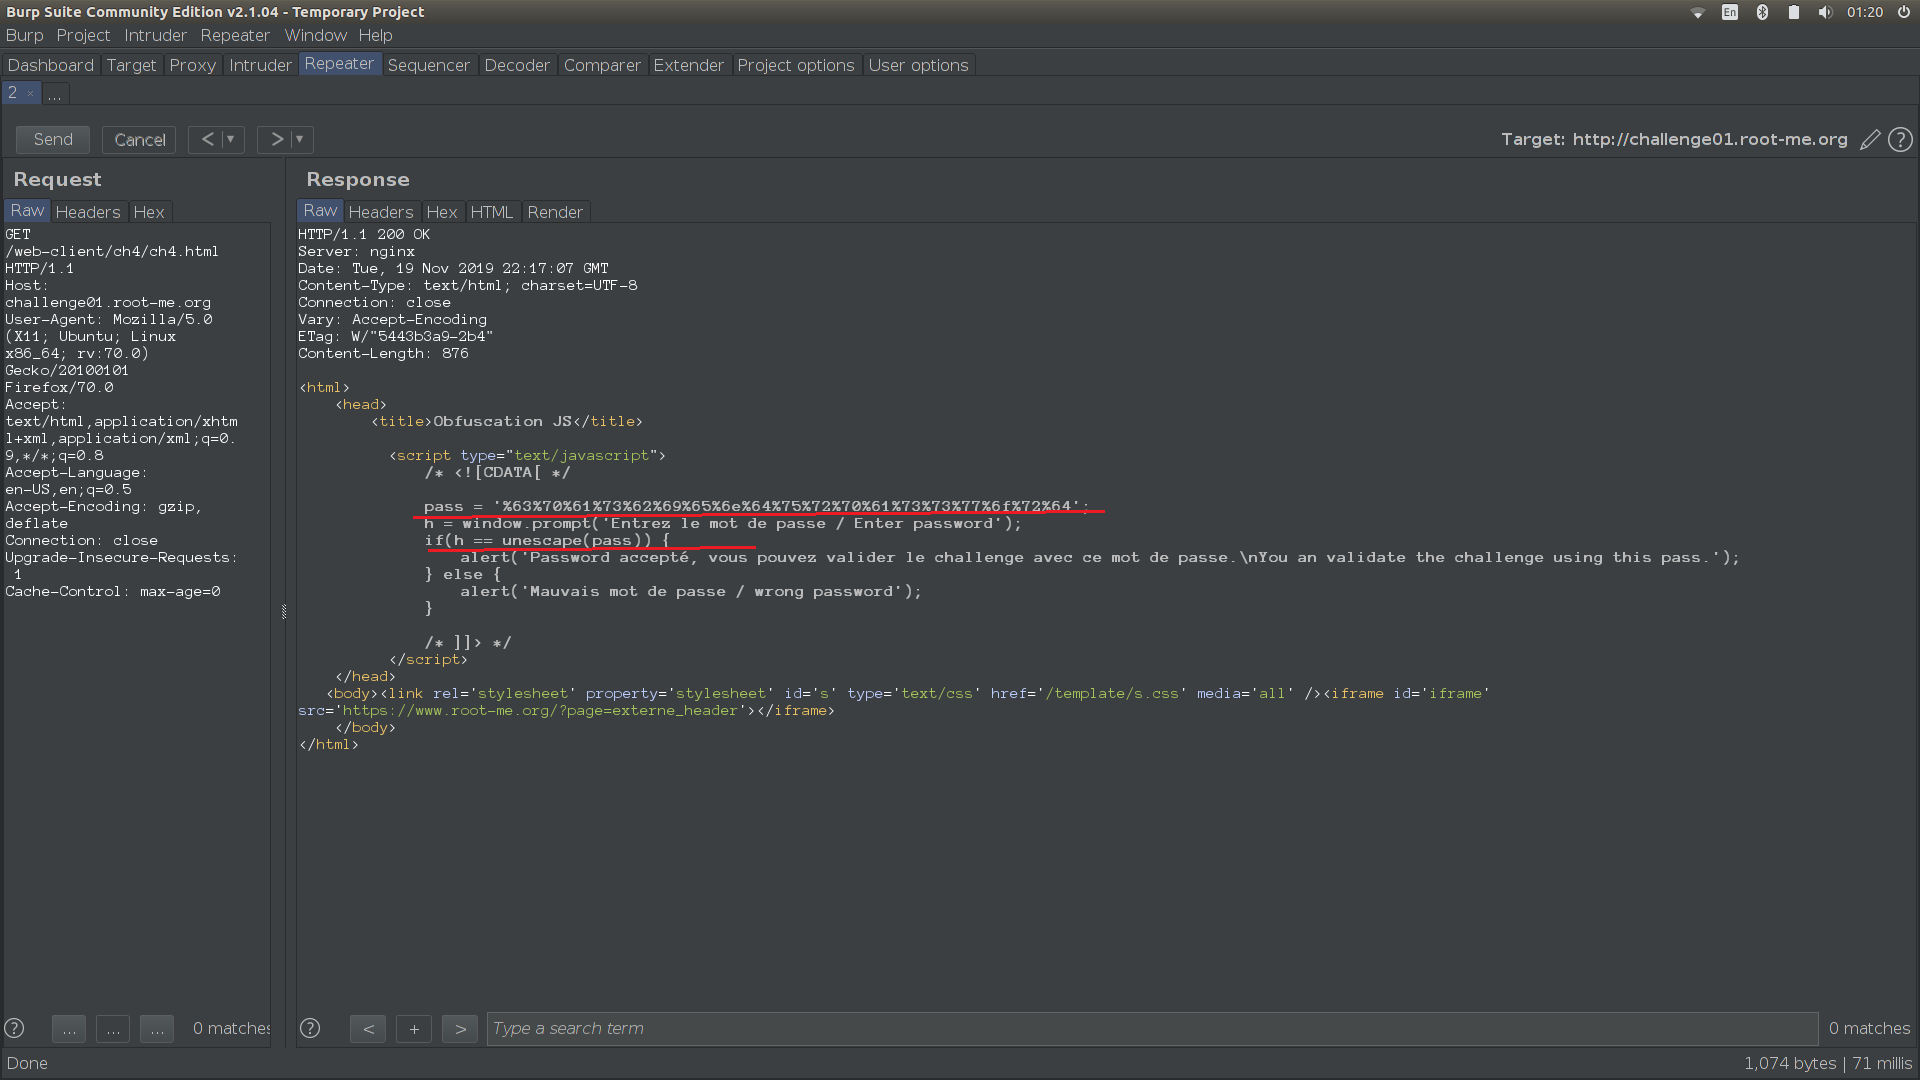 Burp Suite Community Edition v2.1.04 - Temporary Project
En 01:20
Burp Project Intruder Repeater Window Help
Dashboard Target Proxy Intruder Repeater Sequencer Decoder Comparer Extender Project options User options
2 × ...
Send Cancel < ▼ > ▼ Target: http://challenge01.root-me.org ?
Request
Raw Headers Hex
GET
/web-client/ch4/ch4.html
HTTP/1.1
Host:
challenge01.root-me.org
User-Agent: Mozilla/5.0
(X11; Ubuntu; Linux
x86_64; rv:70.0)
Gecko/20100101
Firefox/70.0
Accept:
text/html,application/xhtm
l+xml,application/xml;q=0.
9,*/*;q=0.8
Accept-Language:
en-US,en;q=0.5
Accept-Encoding: gzip,
deflate
Connection: close
Upgrade-Insecure-Requests:
1
Cache-Control: max-age=0
? ... ... ... 0 matches
Response
Raw Headers Hex HTML Render
HTTP/1.1 200 OK
Server: nginx
Date: Tue, 19 Nov 2019 22:17:07 GMT
Content-Type: text/html; charset=UTF-8
Connection: close
Vary: Accept-Encoding
ETag: W/"5443b3a9-2b4"
Content-Length: 876
<html>
<head>
<title>Obfuscation JS</title>
<script type="text/javascript">
/* <![CDATA[ */
pass = '%63%70%61%73%62%69%65%6e%64%75%72%70%61%73%73%77%6f%72%64';
h = window.prompt('Entrez le mot de passe / Enter password');
if(h == unescape(pass)) {
alert('Password accepté, vous pouvez valider le challenge avec ce mot de passe.\nYou an validate the challenge using this pass.');
} else {
alert('Mauvais mot de passe / wrong password');
}
/* ]]> */
</script>
</head>
<body><link rel='stylesheet' property='stylesheet' id='s' type='text/css' href='/template/s.css' media='all' /><iframe id='iframe'
src='https://www.root-me.org/?page=externe_header'></iframe>
</body>
</html>
? < + > Type a search term 0 matches
Done 1,074 bytes | 71 millis